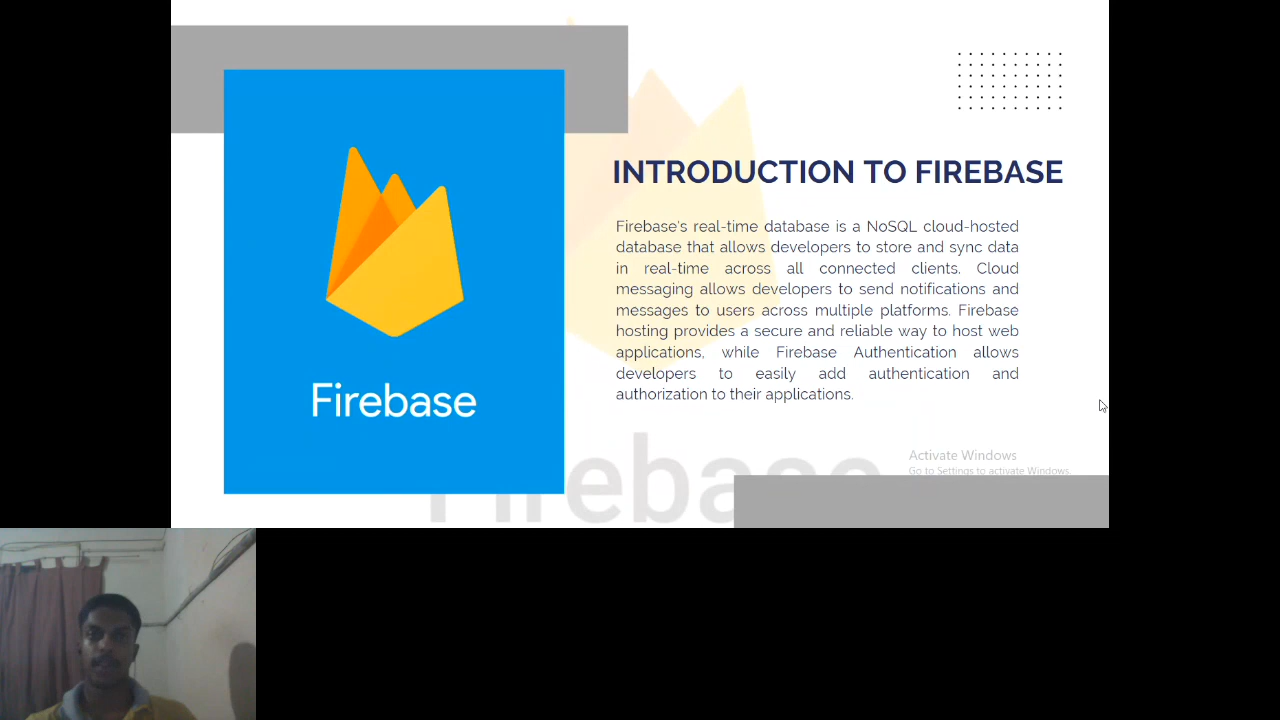 INTRODUCTION TO FIREBASE
Firebase's real-time database is a NoSQL cloud-hosted
database that allows developers to store and sync data
in real-time across all connected clients. Cloud
messaging allows developers to send notifications and
messages to users across multiple platforms. Firebase
hosting provides a secure and reliable way to host web
applications, while Firebase Authentication allows
developers to easily add authentication and
authorization to their applications.
Firebase
Firebase
Activate Windows
Go to Settings to activate Windows.